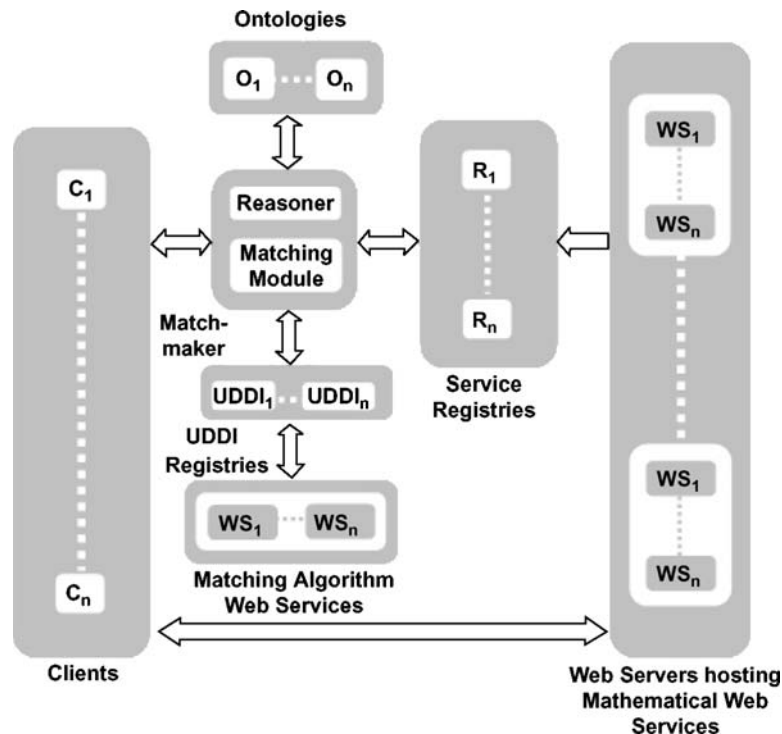 Ontologies
O1 On
C1
Cn
Clients
Reasoner
Matching
Module
Match-
maker
UDDI1 UDDIn
UDDI
Registries
WS1 WSn
Matching Algorithm
Web Services
R1
Rn
Service
Registries
WS1
WSn
WS1
WSn
Web Servers hosting
Mathematical Web
Services